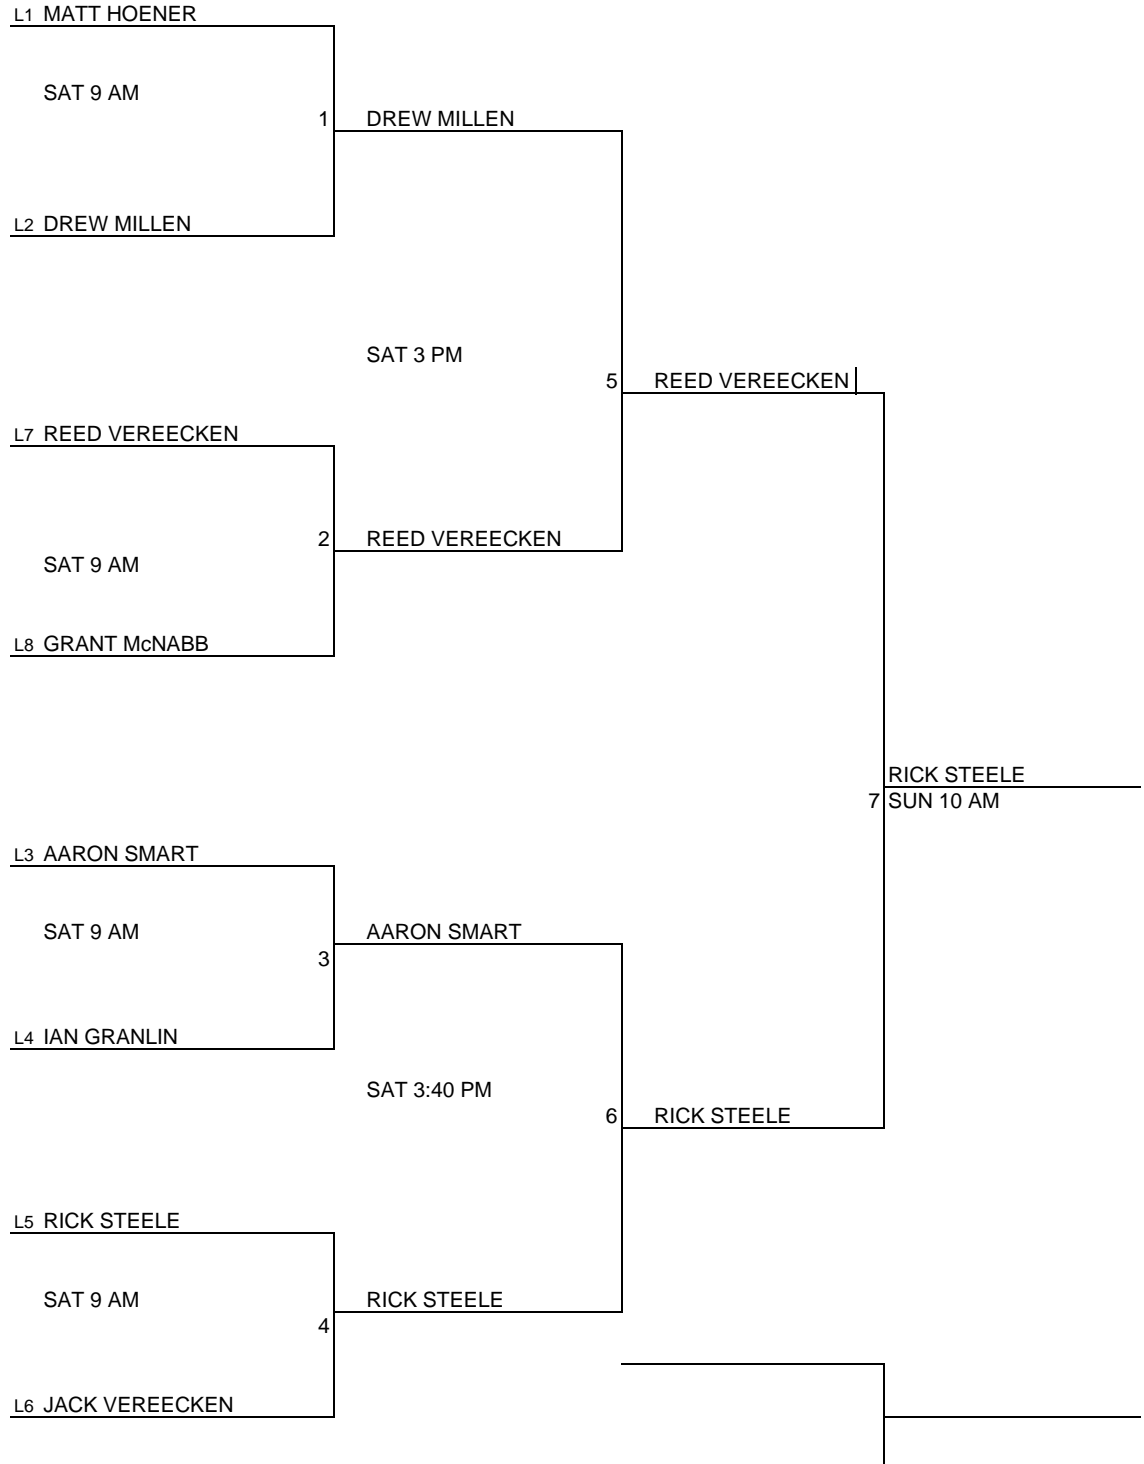 L1 MATT HOENER
SAT 9 AM
1 DREW MILLEN
L2 DREW MILLEN
SAT 3 PM
5 REED VEREECKEN
L7 REED VEREECKEN
2 REED VEREECKEN
SAT 9 AM
L8 GRANT McNABB
RICK STEELE
7 SUN 10 AM
L3 AARON SMART
SAT 9 AM AARON SMART
3
L4 IAN GRANLIN
SAT 3:40 PM
6 RICK STEELE
L5 RICK STEELE
SAT 9 AM RICK STEELE
4
L6 JACK VEREECKEN